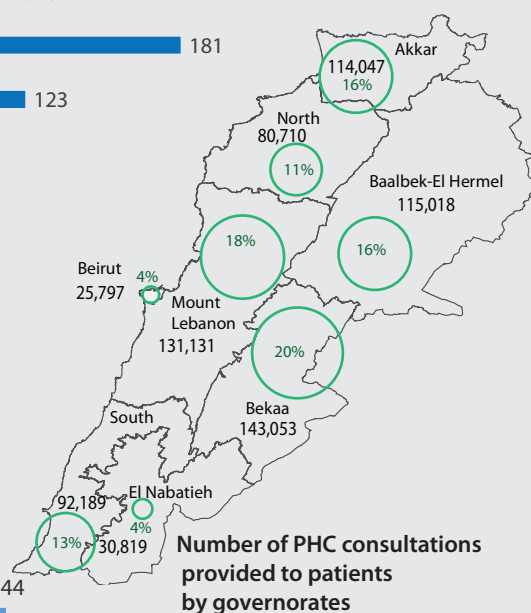 181
123
Akkar
114,047
16%
North
80,710
11%
Baalbek-El Hermel
115,018
16%
18%
Beirut
4%
25,797
Mount
Lebanon
131,131
20%
Bekaa
143,053
South
92,189
13%
El Nabatieh
4%
30,819
Number of PHC consultations
provided to patients
by governorates
44